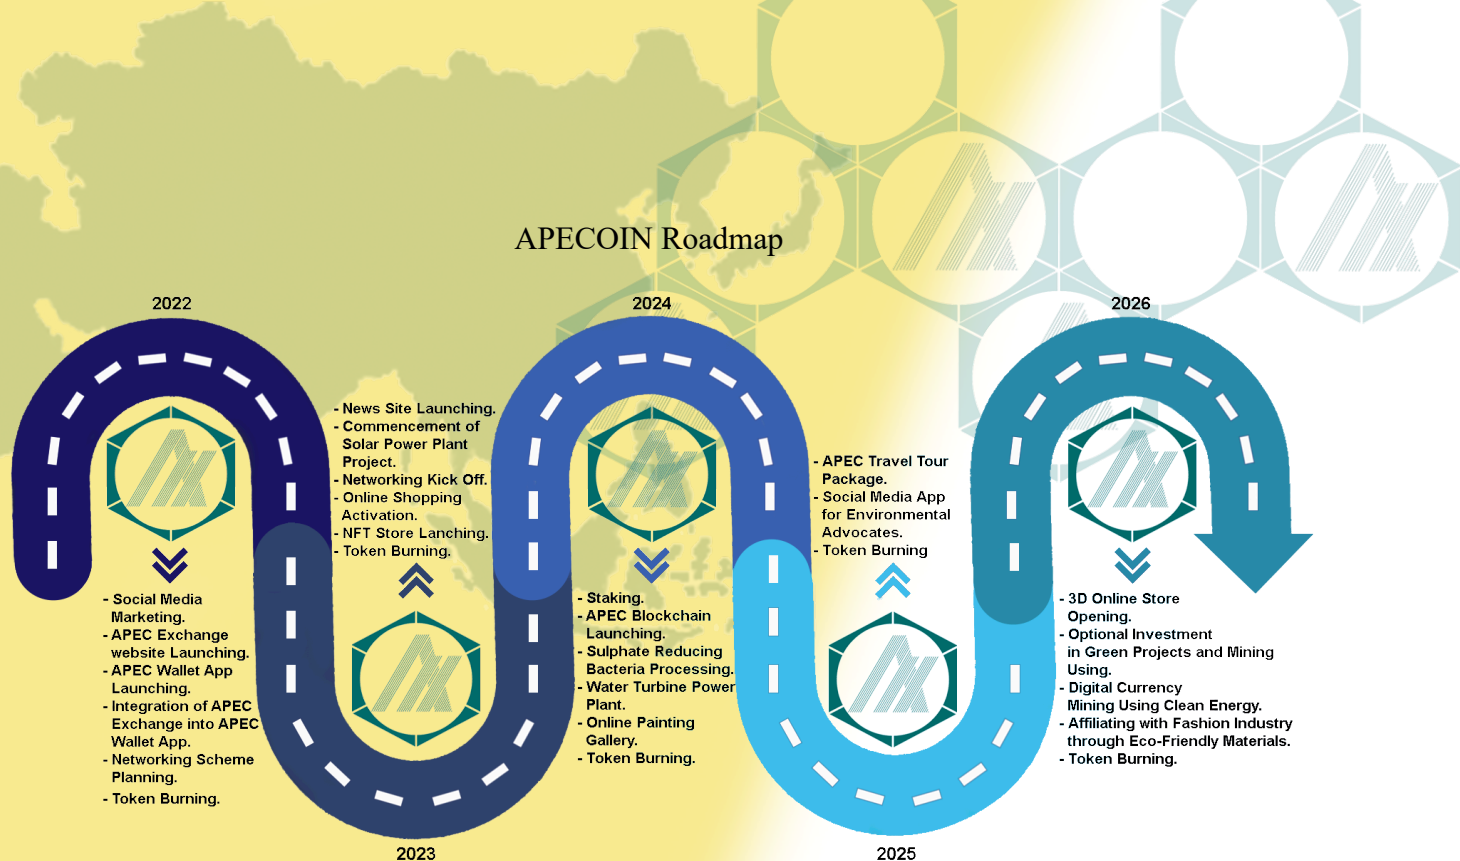 APECOIN Roadmap
2022
- Social Media
Marketing.
- APEC Exchange
website Launching.
- APEC Wallet App
Launching.
- Integration of APEC
Exchange into APEC
Wallet App.
- Networking Scheme
Planning.
- Token Burning.
- News Site Launching.
- Commencement of
Solar Power Plant
Project.
- Networking Kick Off.
- Online Shopping
Activation.
- NFT Store Lanching.
- Token Burning.
2023
2024
- Staking.
- APEC Blockchain
Launching.
- Sulphate Reducing
Bacteria Processing.
- Water Turbine Power
Plant.
- Online Painting
Gallery.
- Token Burning.
- APEC Travel Tour
Package.
- Social Media App
for Environmental
Advocates.
- Token Burning
2025
2026
- 3D Online Store
Opening.
- Optional Investment
in Green Projects and Mining
Using.
- Digital Currency
Mining Using Clean Energy.
- Affiliating with Fashion Industry
through Eco-Friendly Materials.
- Token Burning.